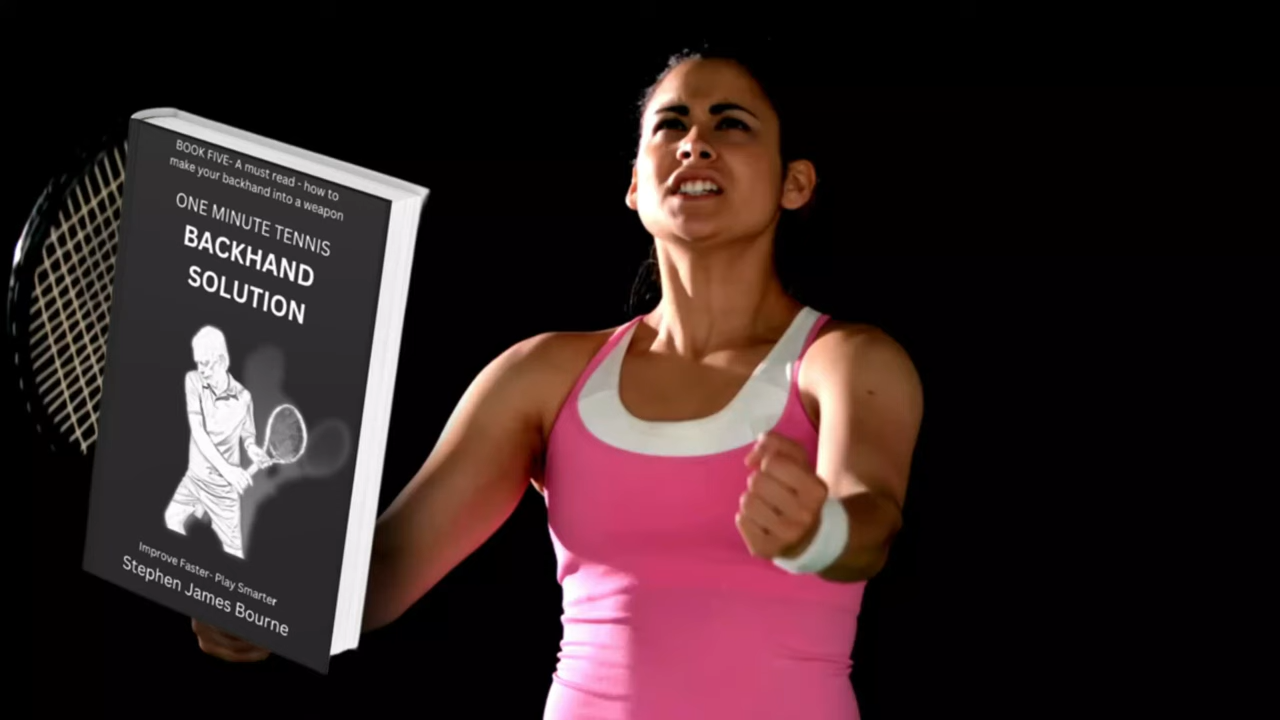 BOOK FIVE- A must read - how to
make your backhand into a weapon
ONE MINUTE TENNIS
BACKHAND
SOLUTION
Improve Faster- Play Smarter
Stephen James Bourne